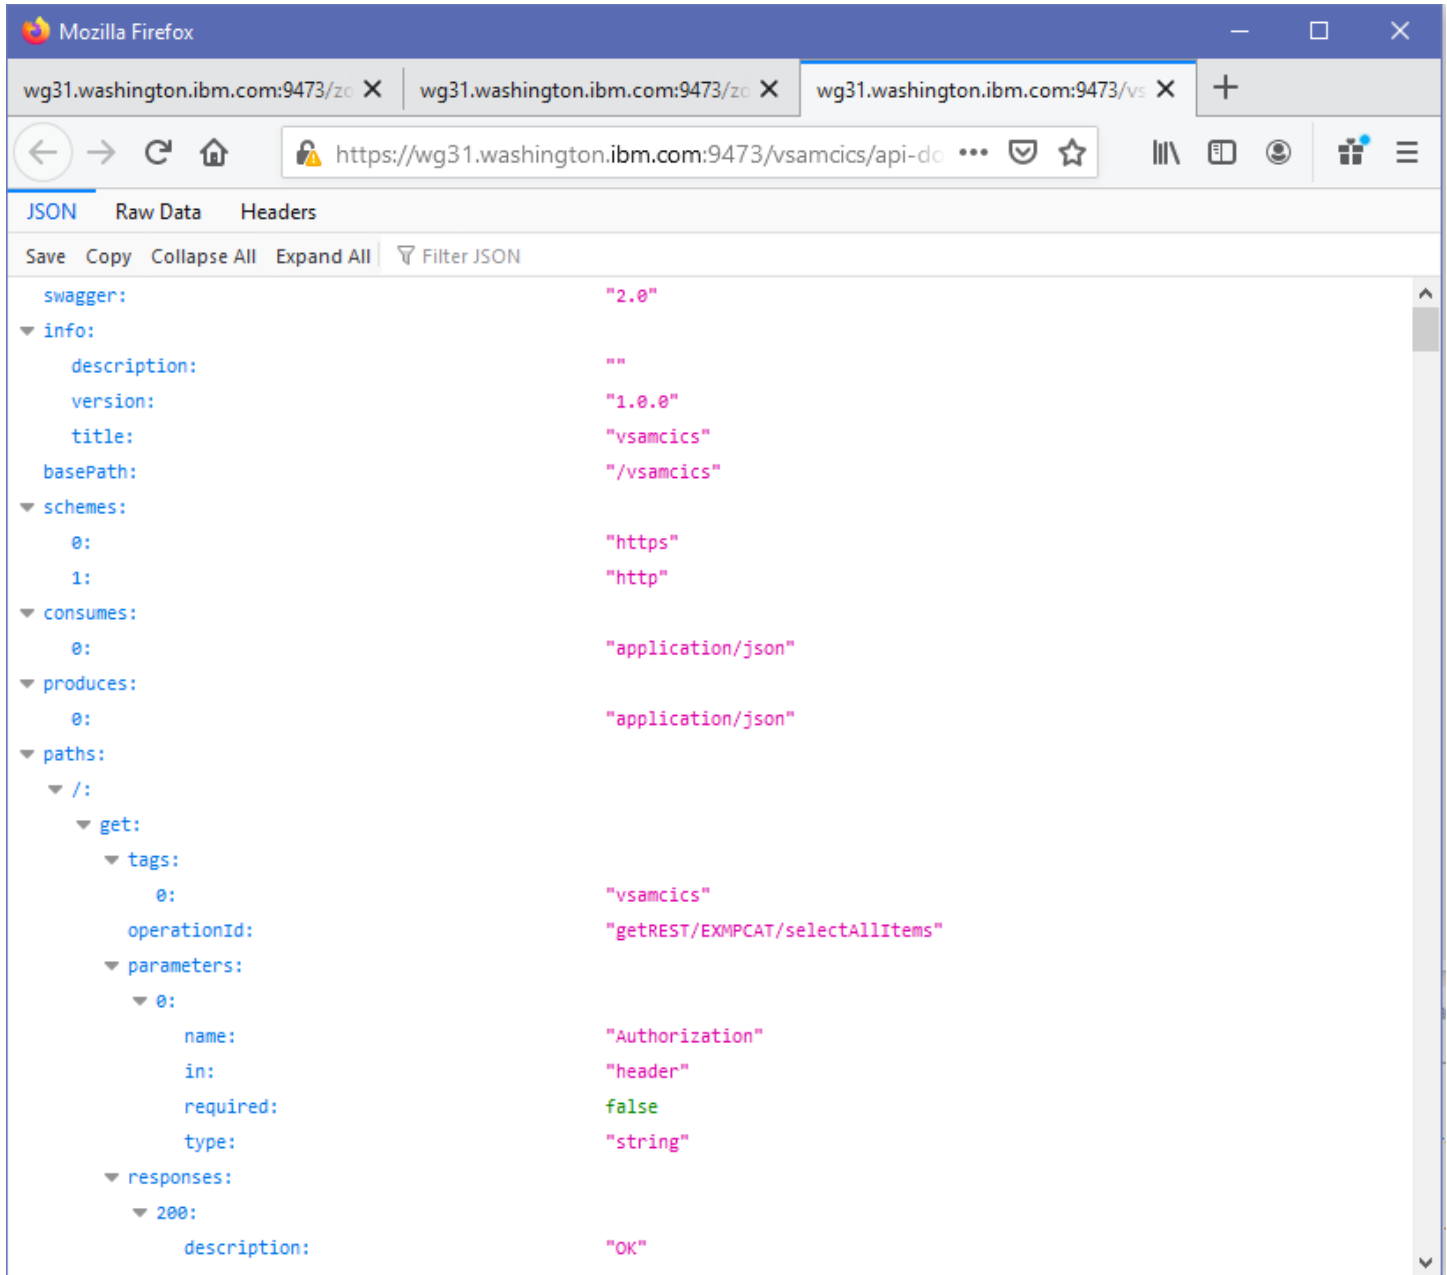 Mozilla Firefox
wg31.washington.ibm.com:9473/zo wg31.washington.ibm.com:9473/zo wg31.washington.ibm.com:9473/vs
https://wg31.washington.ibm.com:9473/vsamcics/api-do
JSON Raw Data Headers
Save Copy Collapse All Expand All Filter JSON
swagger: "2.0"
info:
description: ""
version: "1.0.0"
title: "vsamcics"
basePath: "/vsamcics"
schemes:
0: "https"
1: "http"
consumes:
0: "application/json"
produces:
0: "application/json"
paths:
/:
get:
tags:
0: "vsamcics"
operationId: "getREST/EXMPCAT/selectAllItems"
parameters:
0:
name: "Authorization"
in: "header"
required: false
type: "string"
responses:
200:
description: "OK"